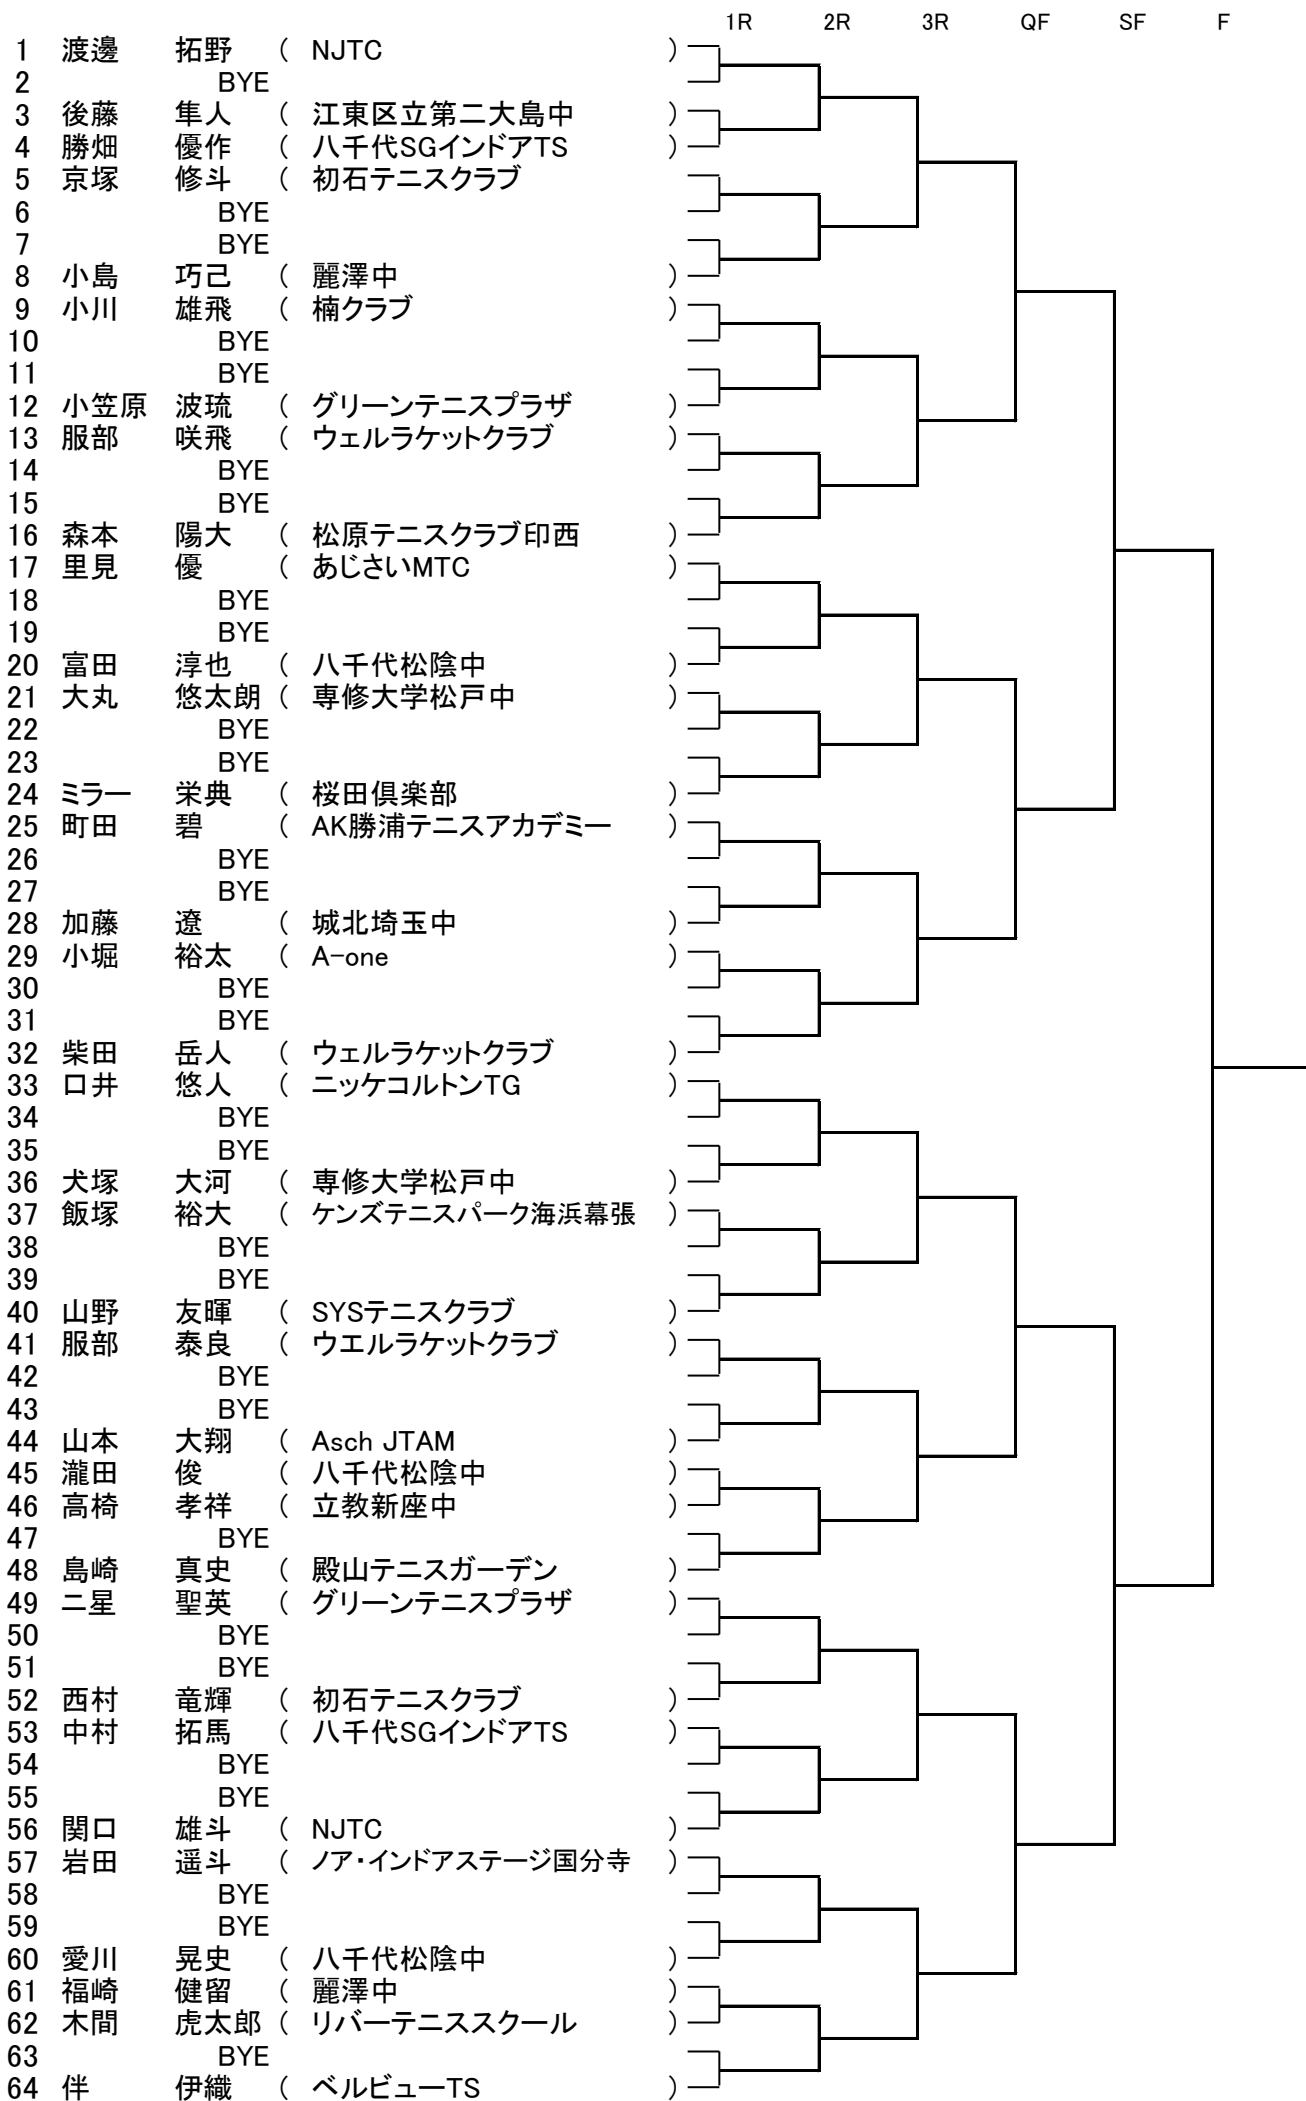 1R 2R 3R QF SF F
1 渡邊 拓野 ( NJTC )
2 BYE
3 後藤 隼人 ( 江東区立第二大島中 )
4 勝畑 優作 ( 八千代SGインドアTS )
5 京塚 修斗 ( 初石テニスクラブ )
6 BYE
7 BYE
8 小島 巧己 ( 麗澤中 )
9 小川 雄飛 ( 楠クラブ )
10 BYE
11 BYE
12 小笠原 波琉 ( グリーンテニスプラザ )
13 服部 咲飛 ( ウェルラケットクラブ )
14 BYE
15 BYE
16 森本 陽大 ( 松原テニスクラブ印西 )
17 里見 優 ( あじさいMTC )
18 BYE
19 BYE
20 富田 淳也 ( 八千代松陰中 )
21 大丸 悠太朗 ( 専修大学松戸中 )
22 BYE
23 BYE
24 ミラー 栄典 ( 桜田倶楽部 )
25 町田 碧 ( AK勝浦テニスアカデミー )
26 BYE
27 BYE
28 加藤 遼 ( 城北埼玉中 )
29 小堀 裕太 ( A-one )
30 BYE
31 BYE
32 柴田 岳人 ( ウェルラケットクラブ )
33 口井 悠人 ( ニッケコルトンTG )
34 BYE
35 BYE
36 犬塚 大河 ( 専修大学松戸中 )
37 飯塚 裕大 ( ケンズテニスパーク海浜幕張 )
38 BYE
39 BYE
40 山野 友暉 ( SYSテニスクラブ )
41 服部 泰良 ( ウエルラケットクラブ )
42 BYE
43 BYE
44 山本 大翔 ( Asch JTAM )
45 瀧田 俊 ( 八千代松陰中 )
46 高椅 孝祥 ( 立教新座中 )
47 BYE
48 島崎 真史 ( 殿山テニスガーデン )
49 二星 聖英 ( グリーンテニスプラザ )
50 BYE
51 BYE
52 西村 竜輝 ( 初石テニスクラブ )
53 中村 拓馬 ( 八千代SGインドアTS )
54 BYE
55 BYE
56 関口 雄斗 ( NJTC )
57 岩田 遥斗 ( ノア・インドアステージ国分寺 )
58 BYE
59 BYE
60 愛川 晃史 ( 八千代松陰中 )
61 福崎 健留 ( 麗澤中 )
62 木間 虎太郎 ( リバーテニススクール )
63 BYE
64 伴 伊織 ( ベルビューTS )